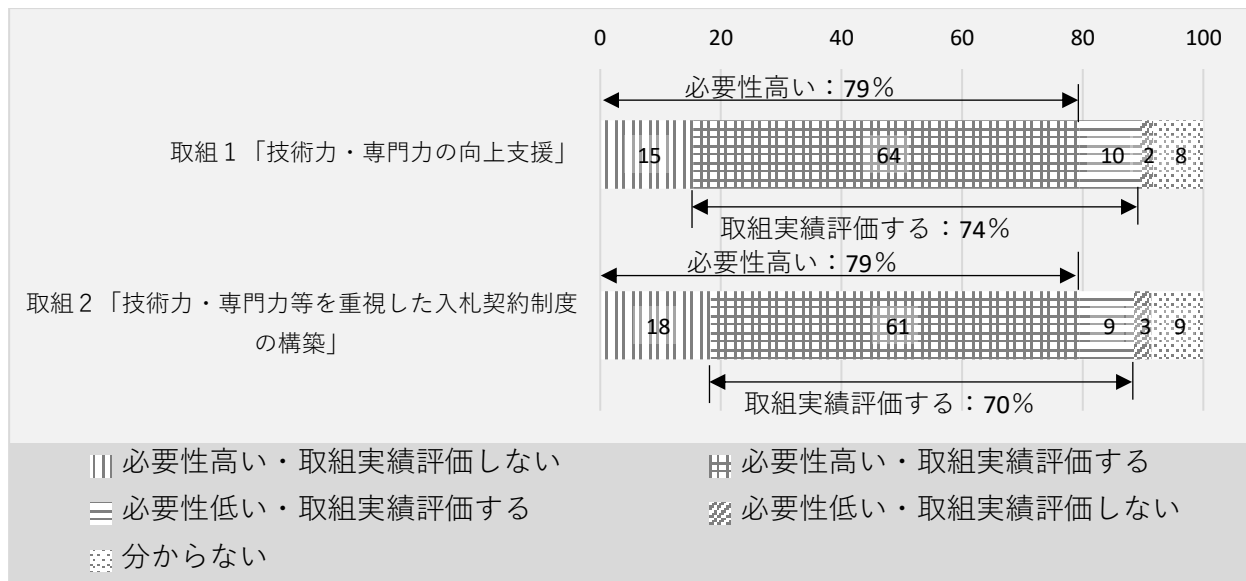 0 20 40 60 80 100
必要性高い：79％
取組１「技術力・専門力の向上支援」
15 64 10 2 8
取組実績評価する：74％
必要性高い：79％
取組２「技術力・専門力等を重視した入札契約制度
の構築」
18 61 9 3 9
取組実績評価する：70％
必要性高い・取組実績評価しない
必要性高い・取組実績評価する
必要性低い・取組実績評価する
必要性低い・取組実績評価しない
分からない